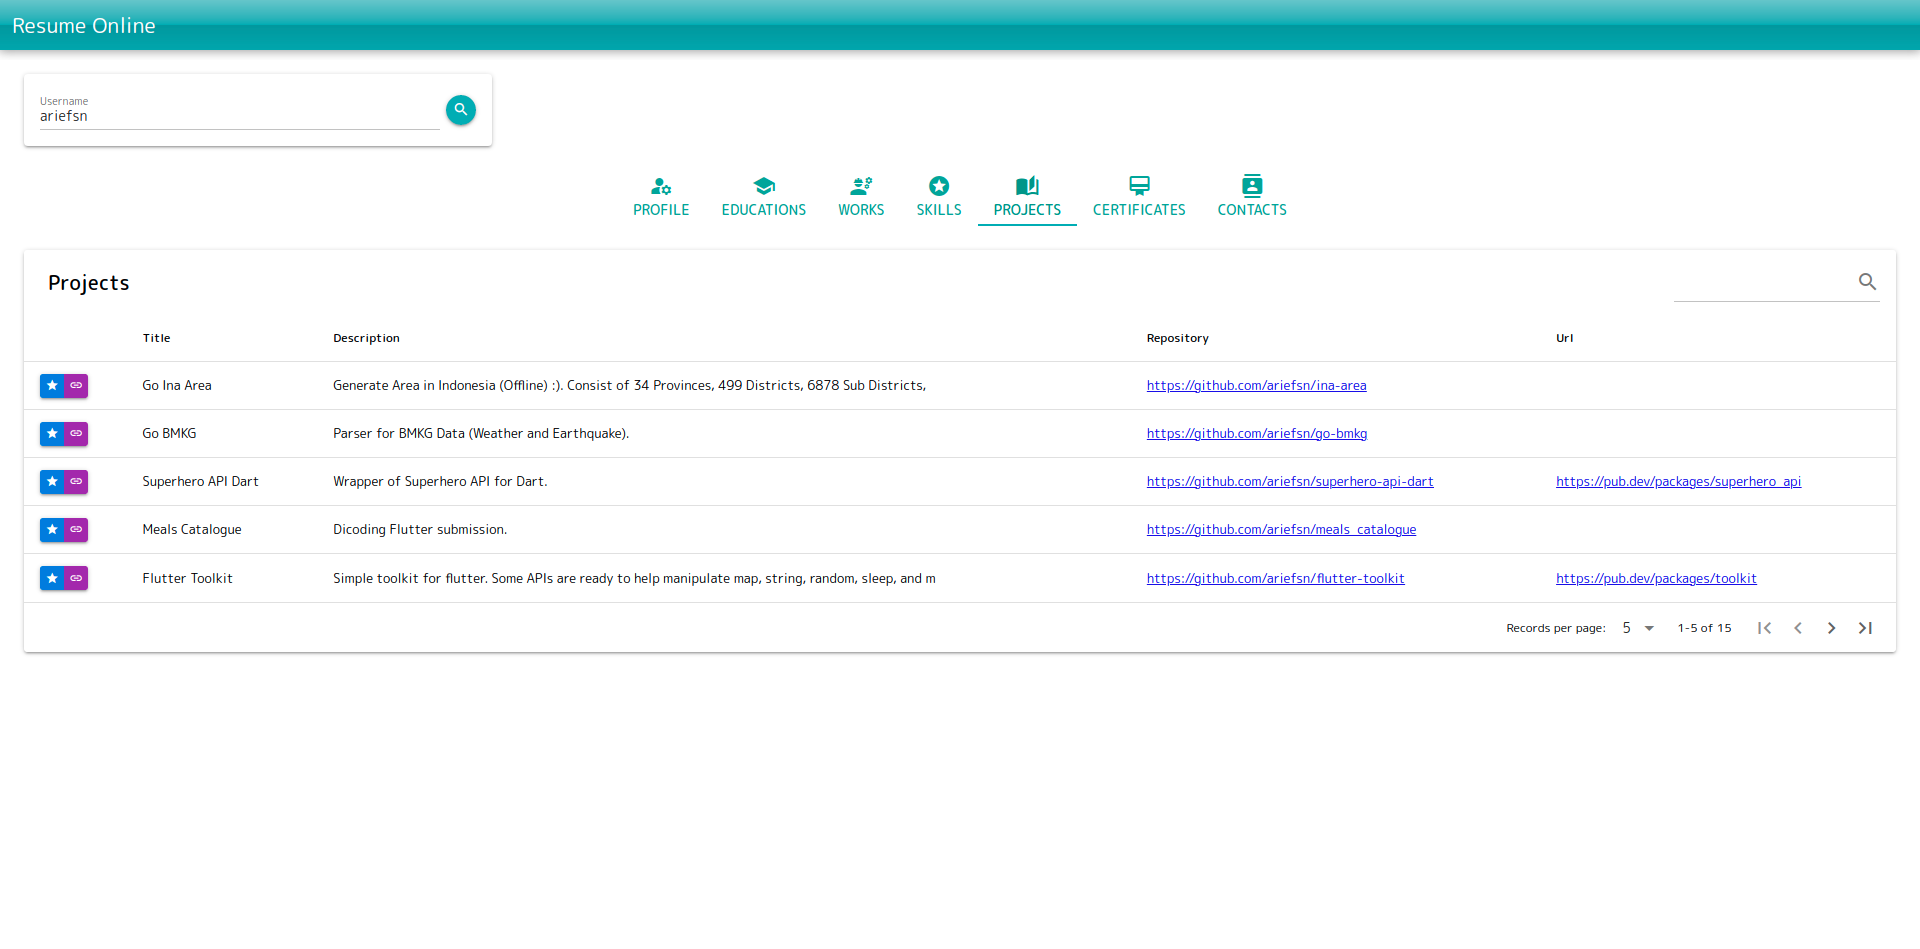 Resume Online
Username
ariefsn
PROFILE EDUCATIONS WORKS SKILLS PROJECTS CERTIFICATES CONTACTS
Projects
Title Description Repository Url
Go Ina Area Generate Area in Indonesia (Offline) :). Consist of 34 Provinces, 499 Districts, 6878 Sub Districts, https://github.com/ariefsn/ina-area
Go BMKG Parser for BMKG Data (Weather and Earthquake). https://github.com/ariefsn/go-bmkg
Superhero API Dart Wrapper of Superhero API for Dart. https://github.com/ariefsn/superhero-api-dart https://pub.dev/packages/superhero_api
Meals Catalogue Dicoding Flutter submission. https://github.com/ariefsn/meals_catalogue
Flutter Toolkit Simple toolkit for flutter. Some APIs are ready to help manipulate map, string, random, sleep, and m https://github.com/ariefsn/flutter-toolkit https://pub.dev/packages/toolkit
Records per page: 5 1-5 of 15